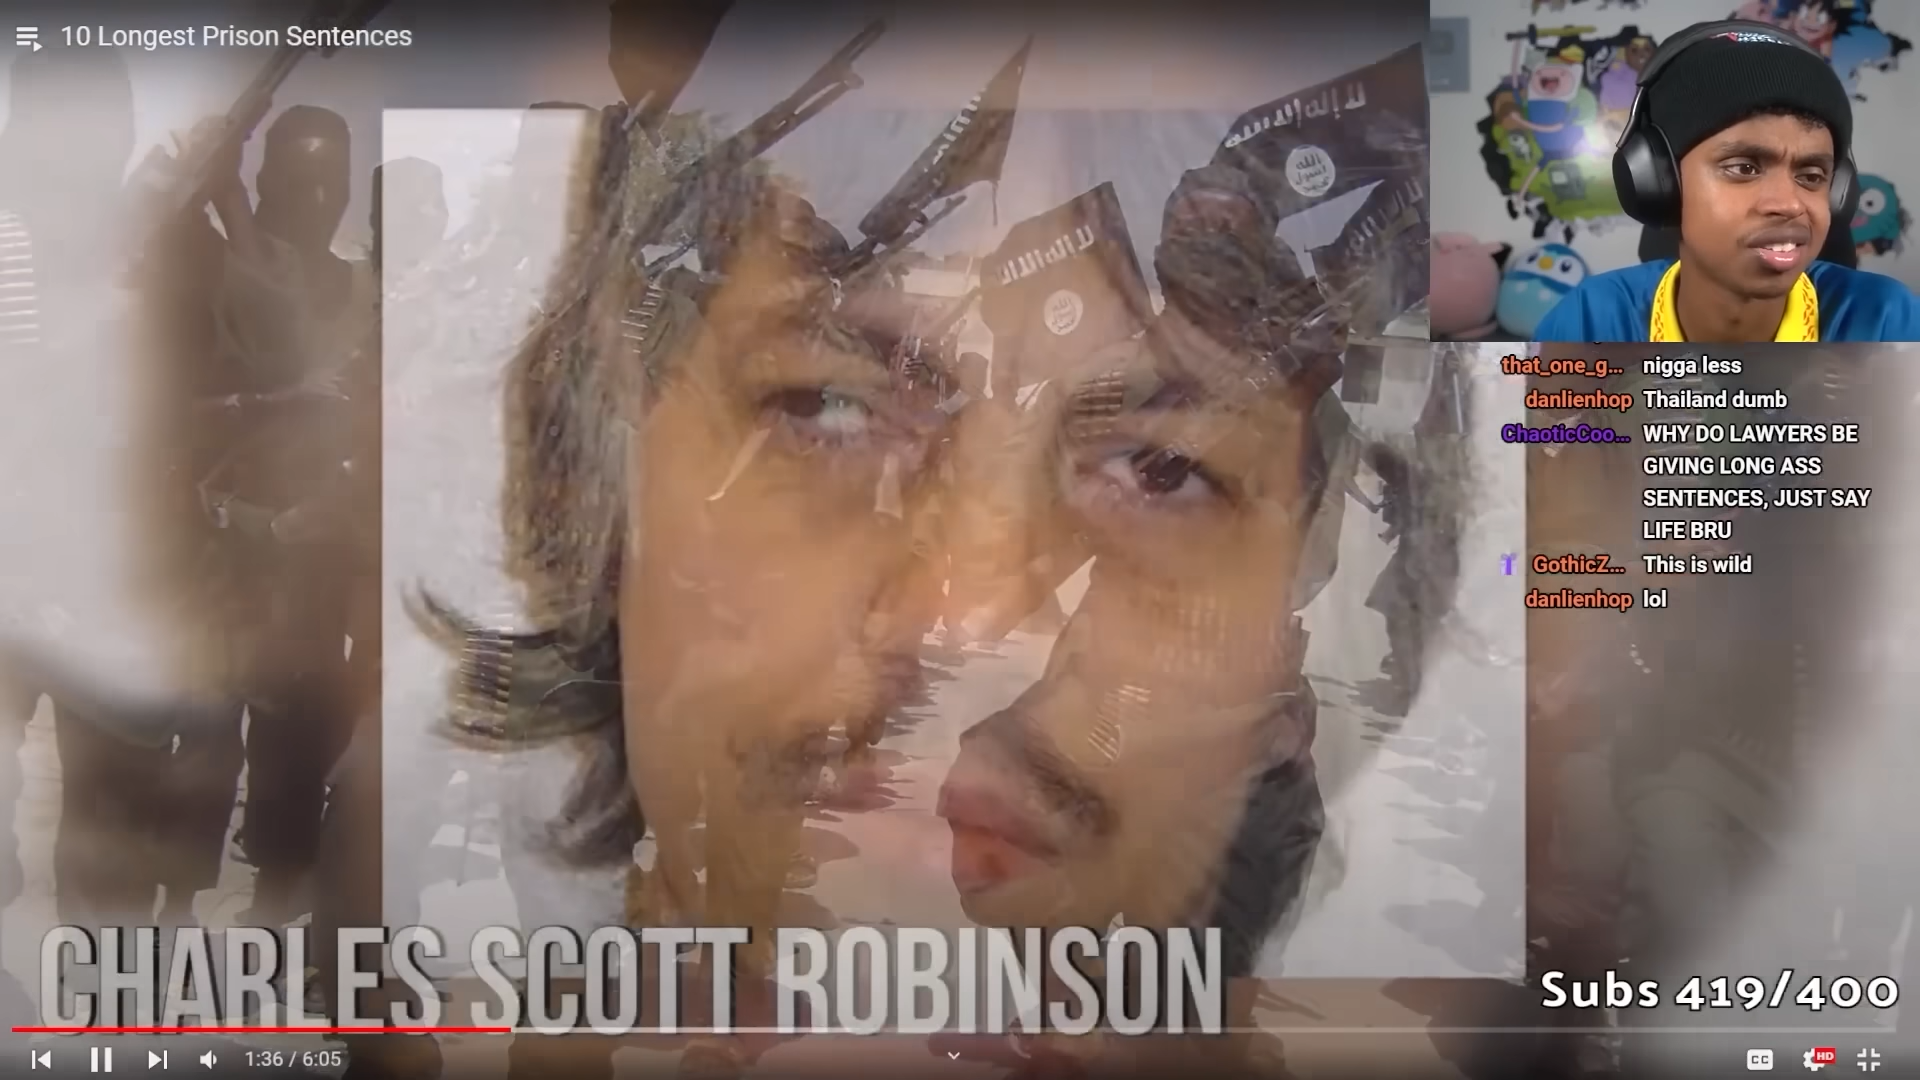 10 Longest Prison Sentences
that_one_g... nigga less
danlienhop Thailand dumb
ChaoticCoo... WHY DO LAWYERS BE
GIVING LONG ASS
SENTENCES, JUST SAY
LIFE BRU
GothicZ... This is wild
danlienhop lol
CHARLES SCOTT ROBINSON
Subs 419/400
1:36 / 6:05
CC
HD